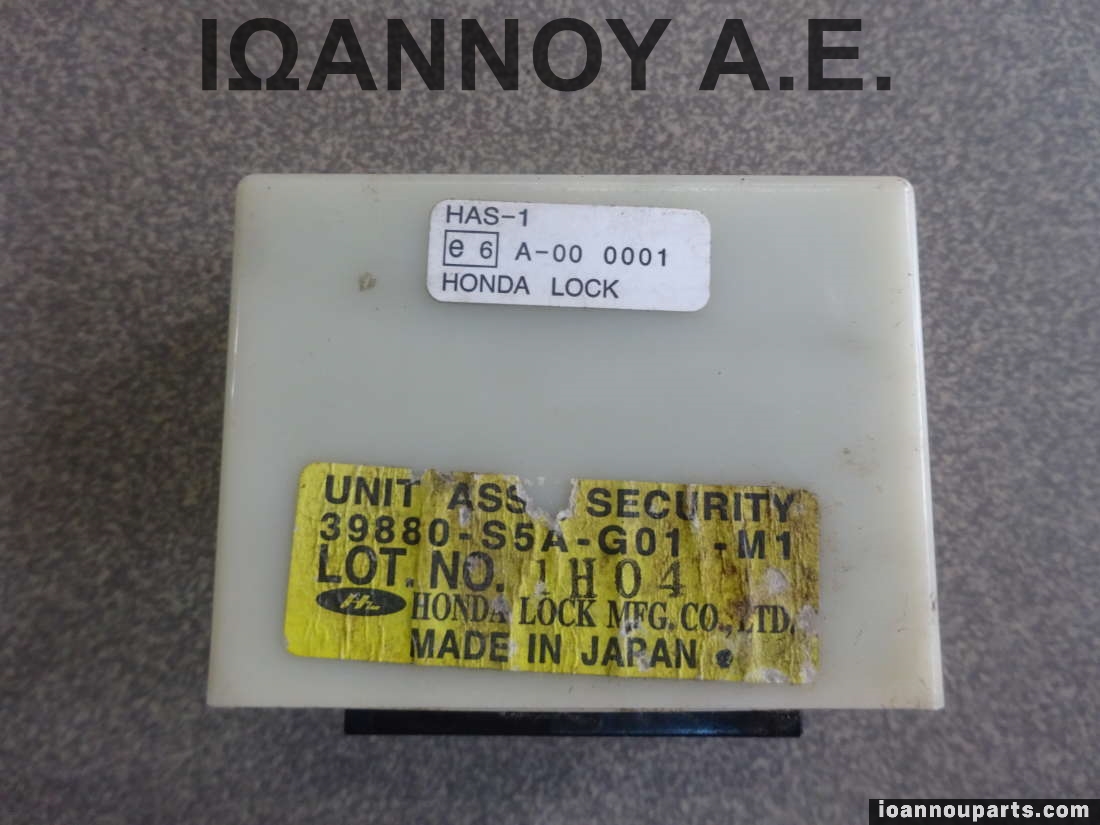 ΙΩΑΝΝΟΥ Α.Ε.
HAS-1
e 6 A-00 0001
HONDA LOCK
UNIT ASS SECURITY
39880-S5A-G01 -M1
LOT. NO. 1H04
HONDA LOCK MFG. CO., LTD.
MADE IN JAPAN
ioannouparts.com